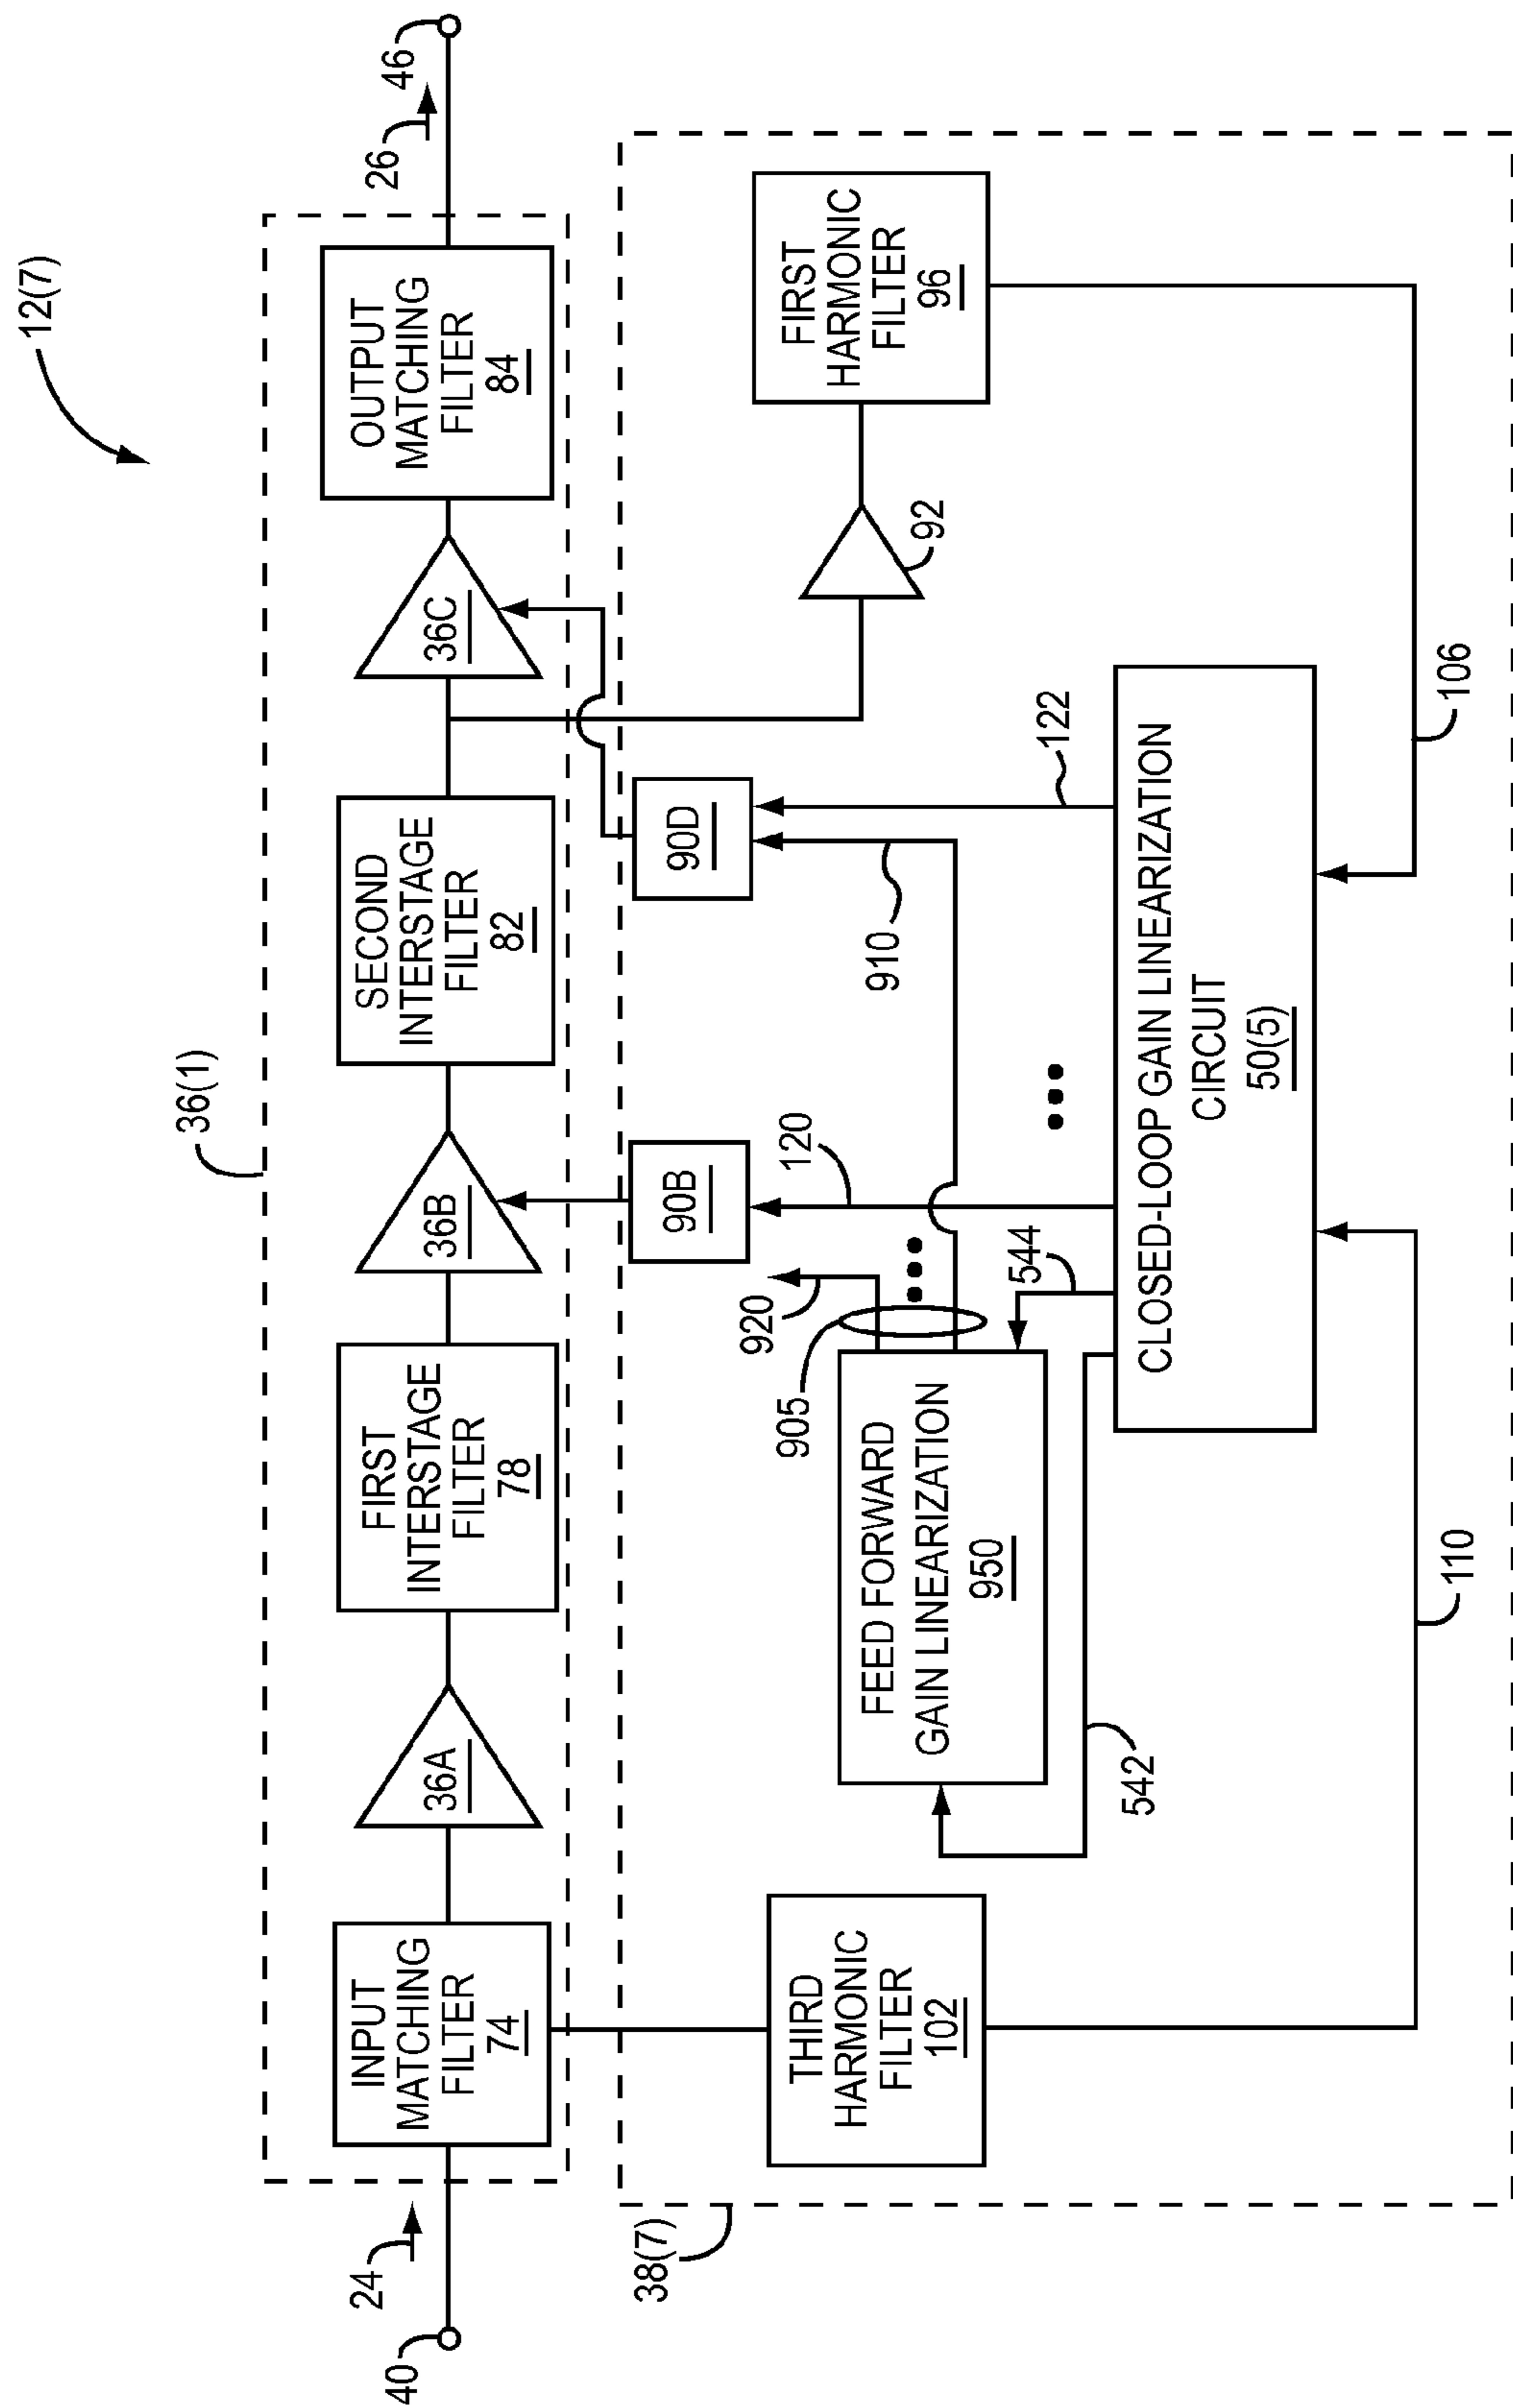 12(7)
36(1)
24
40
INPUT
MATCHING
FILTER
74
36A
FIRST
INTERSTAGE
FILTER
78
36B
SECOND
INTERSTAGE
FILTER
82
36C
OUTPUT
MATCHING
FILTER
84
26
46
38(7)
THIRD
HARMONIC
FILTER
102
FEED FORWARD
GAIN LINEARIZATION
950
905
920
90B
120
544
542
90D
910
122
92
FIRST
HARMONIC
FILTER
96
CLOSED-LOOP GAIN LINEARIZATION
CIRCUIT
50(5)
110
106